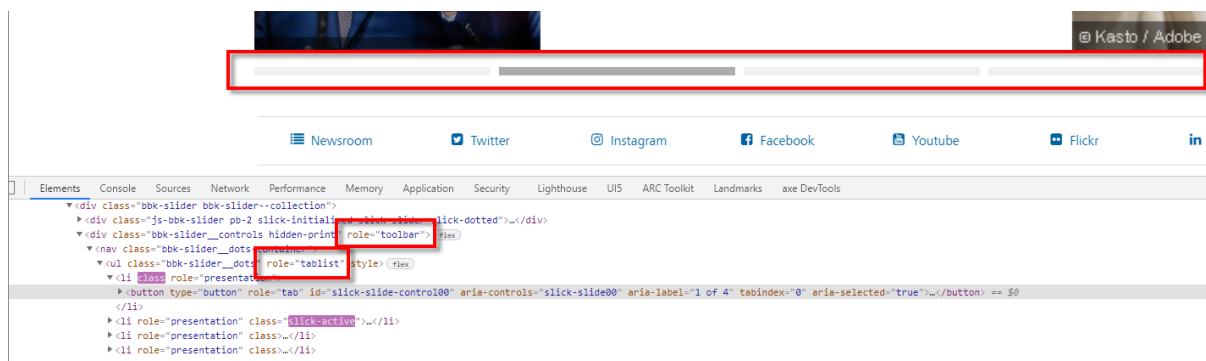 © Kasto / Adobe
Newsroom Twitter Instagram Facebook Youtube Flickr in
Elements Console Sources Network Performance Memory Application Security Lighthouse UI5 ARC Toolkit Landmarks axe DevTools
▼<div class="bbk-slider bbk-slider--collection">
▶<div class="js-bbk-slider pb-2 slick-initialized slick-slider slick-dotted">…</div>
▼<div class="bbk-slider__controls hidden-print" role="toolbar"> flex
▼<nav class="bbk-slider__dots-container">
▼<ul class="bbk-slider__dots" role="tablist" style> flex
▼<li class role="presentation">
▶<button type="button" role="tab" id="slick-slide-control00" aria-controls="slick-slide00" aria-label="1 of 4" tabindex="0" aria-selected="true">…</button> == $0
</li>
▶<li role="presentation" class="slick-active">…</li>
▶<li role="presentation" class>…</li>
▶<li role="presentation" class>…</li>